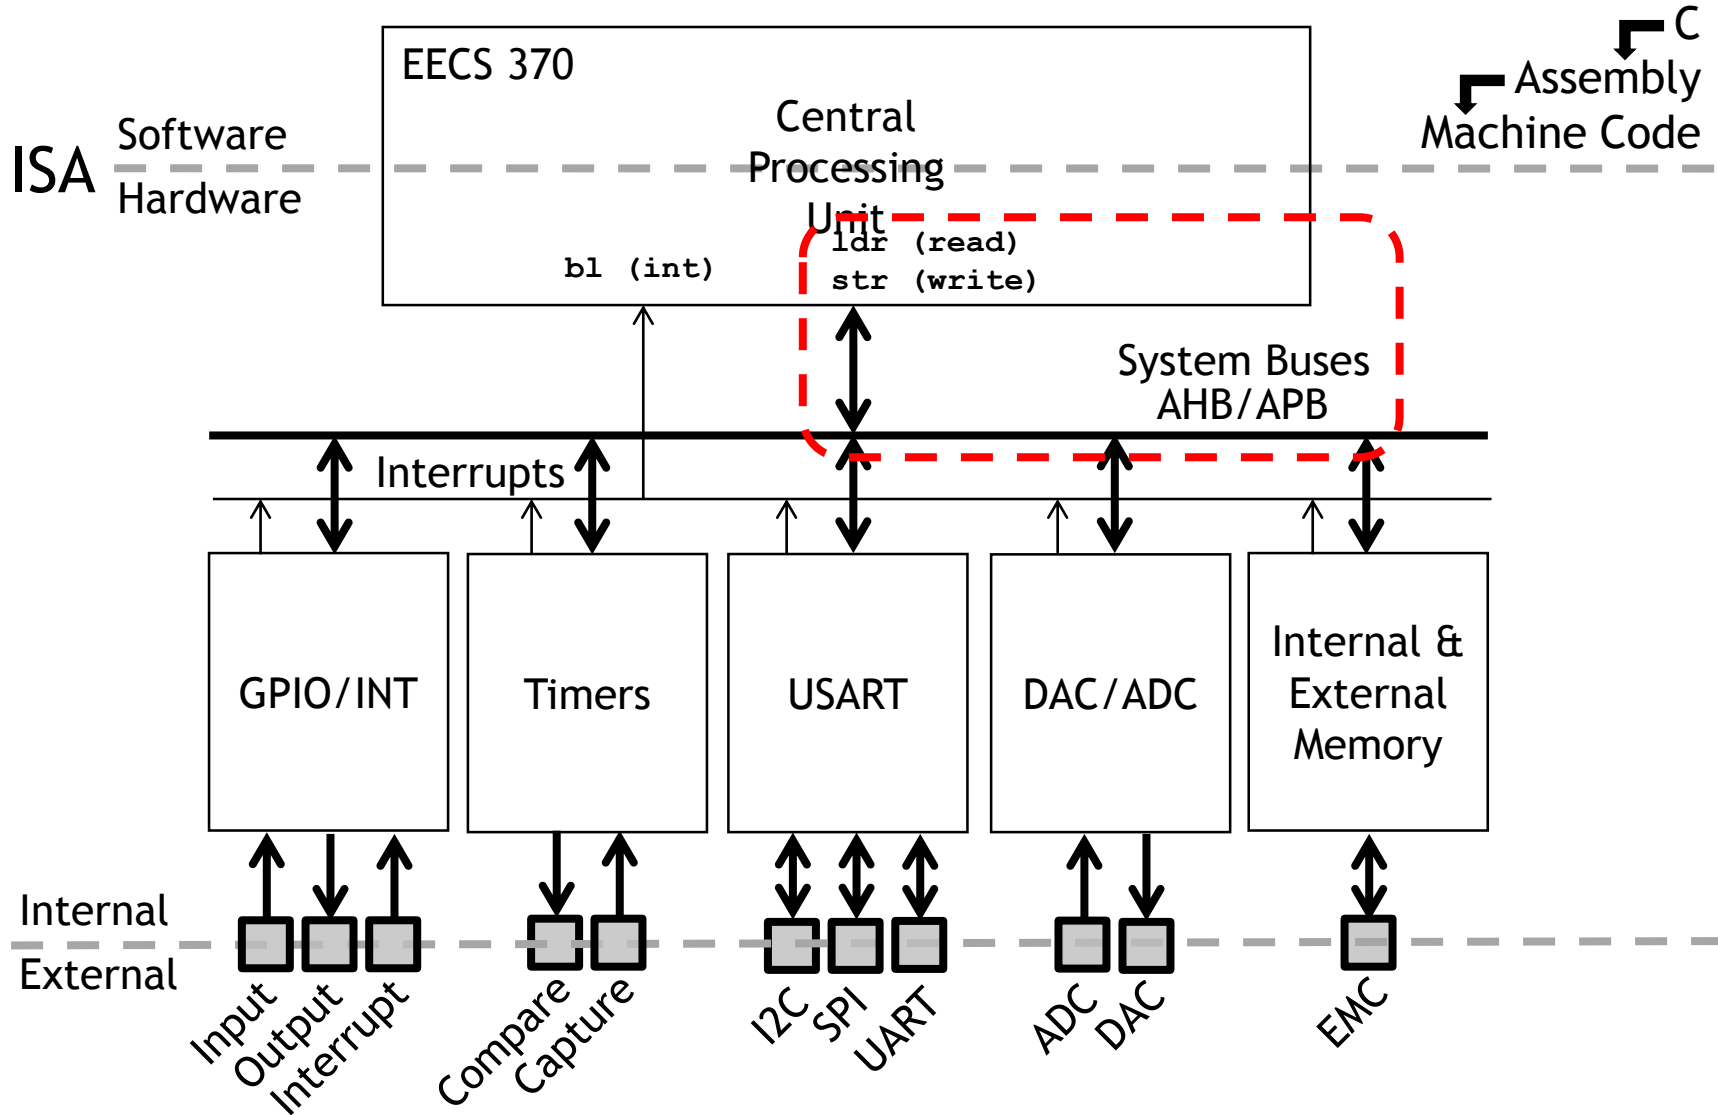 C
Assembly
Machine Code
EECS 370
Central
Processing
Unit
ISA
Software
Hardware
bl (int)
ldr (read)
str (write)
System Buses
AHB/APB
Interrupts
GPIO/INT
Timers
USART
DAC/ADC
Internal &
External
Memory
Internal
External
Input
Output
Interrupt
Compare
Capture
I2C
SPI
UART
ADC
DAC
EMC